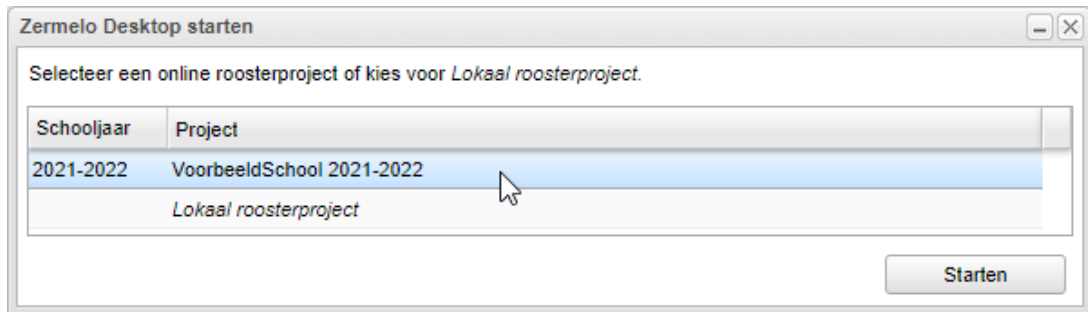 Zermelo Desktop starten
Selecteer een online roosterproject of kies voor Lokaal roosterproject.
Schooljaar Project
2021-2022 VoorbeeldSchool 2021-2022
Lokaal roosterproject
Starten